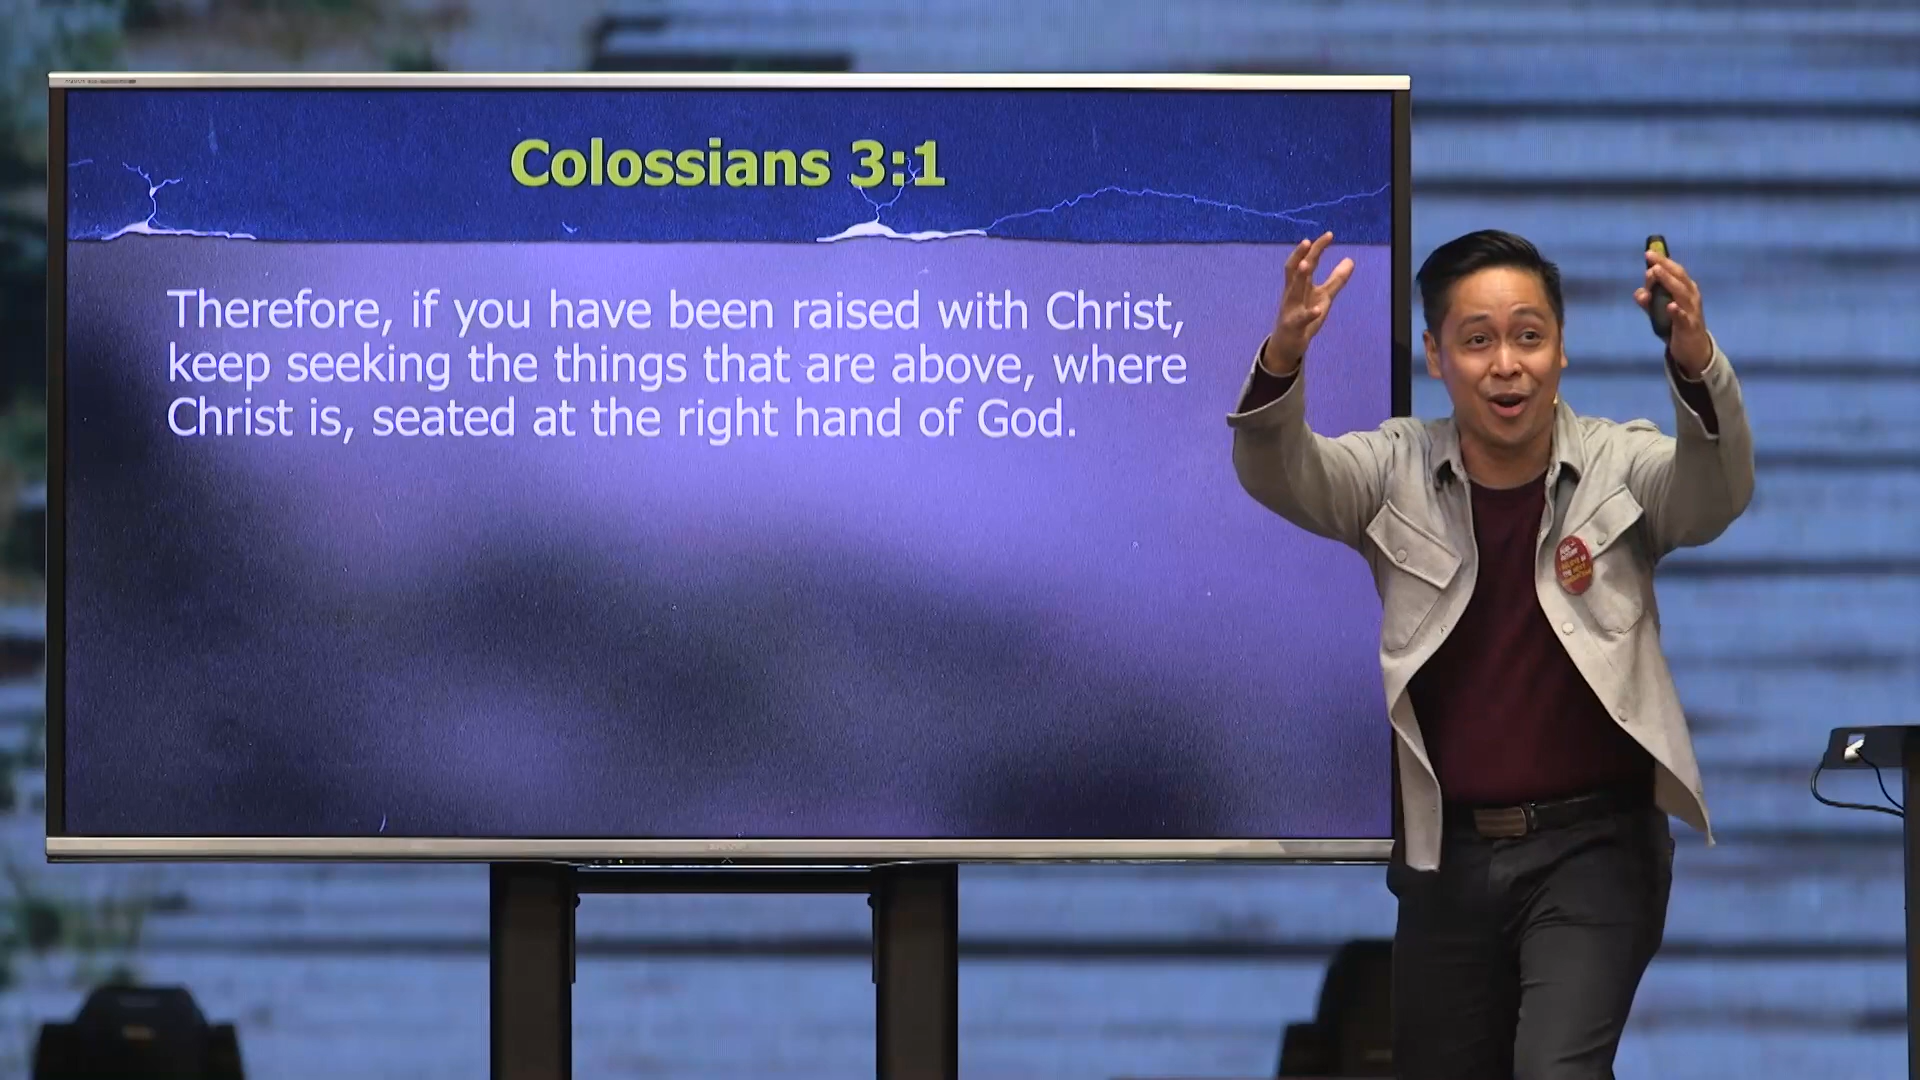 Colossians 3:1
Therefore, if you have been raised with Christ,
keep seeking the things that are above, where
Christ is, seated at the right hand of God.
SHARP